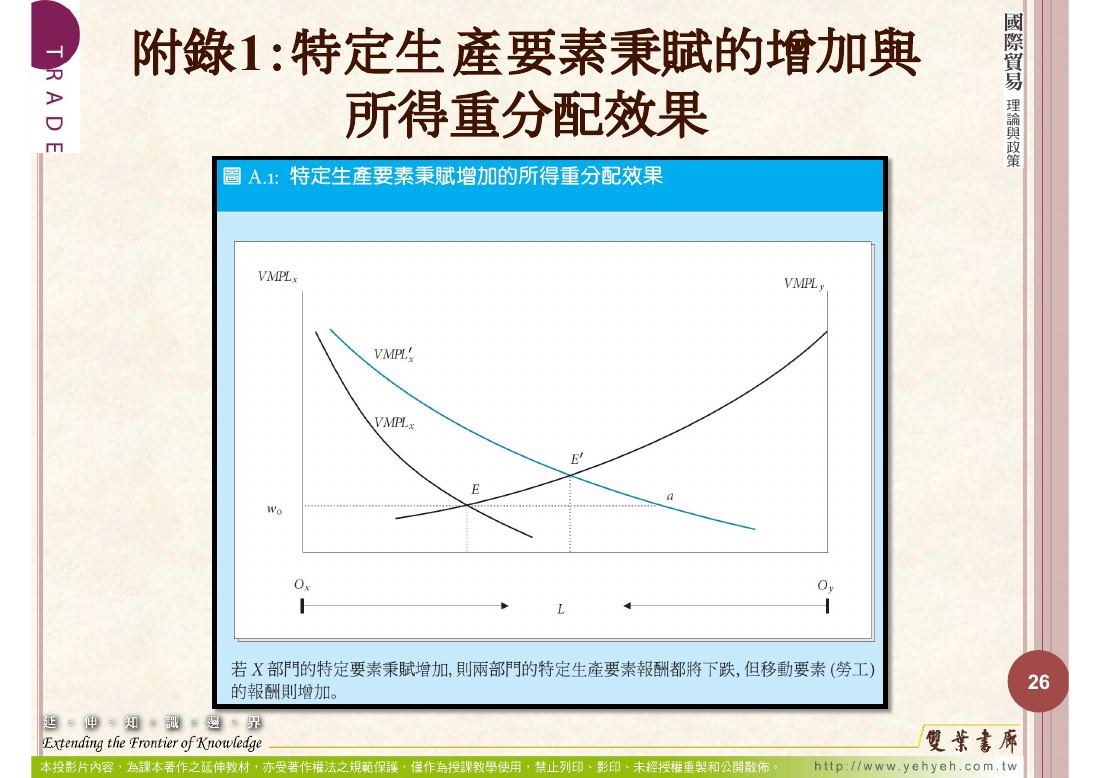 TRADE
附錄1:特定生產要素秉賦的增加與
所得重分配效果
國際貿易 理論與政策
圖 A.1: 特定生產要素秉賦增加的所得重分配效果
VMPLx
VMPLy
VMPL′x
VMPLx
E′
E
a
w0
Ox
Oy
L
若 X 部門的特定要素秉賦增加, 則兩部門的特定生產要素報酬都將下跌, 但移動要素 (勞工)
的報酬則增加。
26
延・伸・知・識・邊・界
Extending the Frontier of Knowledge
雙葉書廊
本投影片內容，為課本著作之延伸教材，亦受著作權法之規範保護，僅作為授課教學使用，禁止列印、影印、未經授權重製和公開散佈。 http://www.yehyeh.com.tw